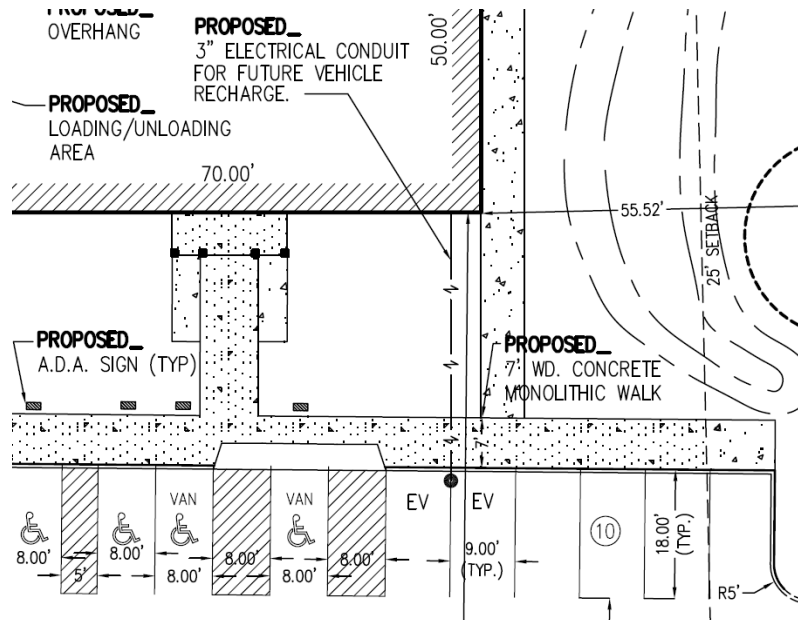 PROPOSED_
OVERHANG
PROPOSED_
3" ELECTRICAL CONDUIT
FOR FUTURE VEHICLE
RECHARGE.
50.00'
PROPOSED_
LOADING/UNLOADING
AREA
70.00'
55.52'
25' SETBACK
PROPOSED_
A.D.A. SIGN (TYP)
PROPOSED_
7' WD. CONCRETE
MONOLITHIC WALK
7'
VAN
VAN
EV
EV
8.00'
8.00'
8.00'
8.00'
9.00'
(TYP.)
10
18.00'
(TYP.)
5'
8.00'
8.00'
R5'